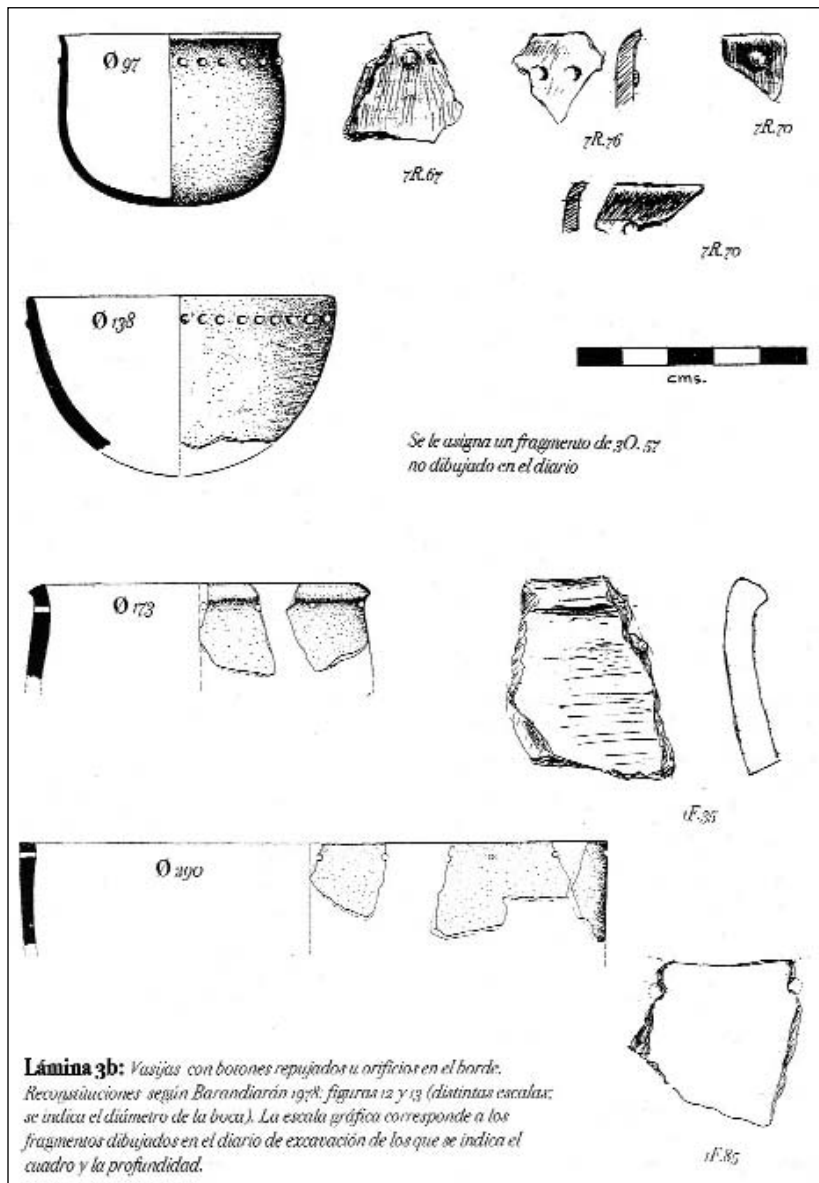 Ø 97
7R.67
7R.76
7R.70
7R.70
Ø 138
cms.
Se le asigna un fragmento de 3O. 57
no dibujado en el diario
Ø 173
1F.35
Ø 290
1F.85
Lámina 3b: Vasijas con botones repujados u orificios en el borde.
Reconstituciones según Barandiarán 1978: figuras 12 y 13 (distintas escalas;
se indica el diámetro de la boca). La escala gráfica corresponde a los
fragmentos dibujados en el diario de excavación de los que se indica el
cuadro y la profundidad.